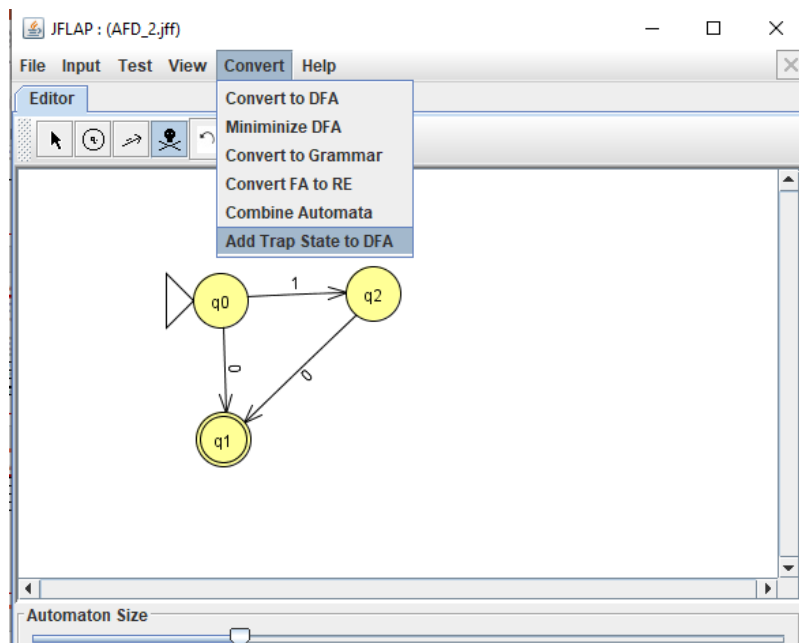 JFLAP : (AFD_2.jff)
File Input Test View Convert Help
Editor
Convert to DFA
Miniminize DFA
Convert to Grammar
Convert FA to RE
Combine Automata
Add Trap State to DFA
q0
1
q2
0
0
q1
Automaton Size